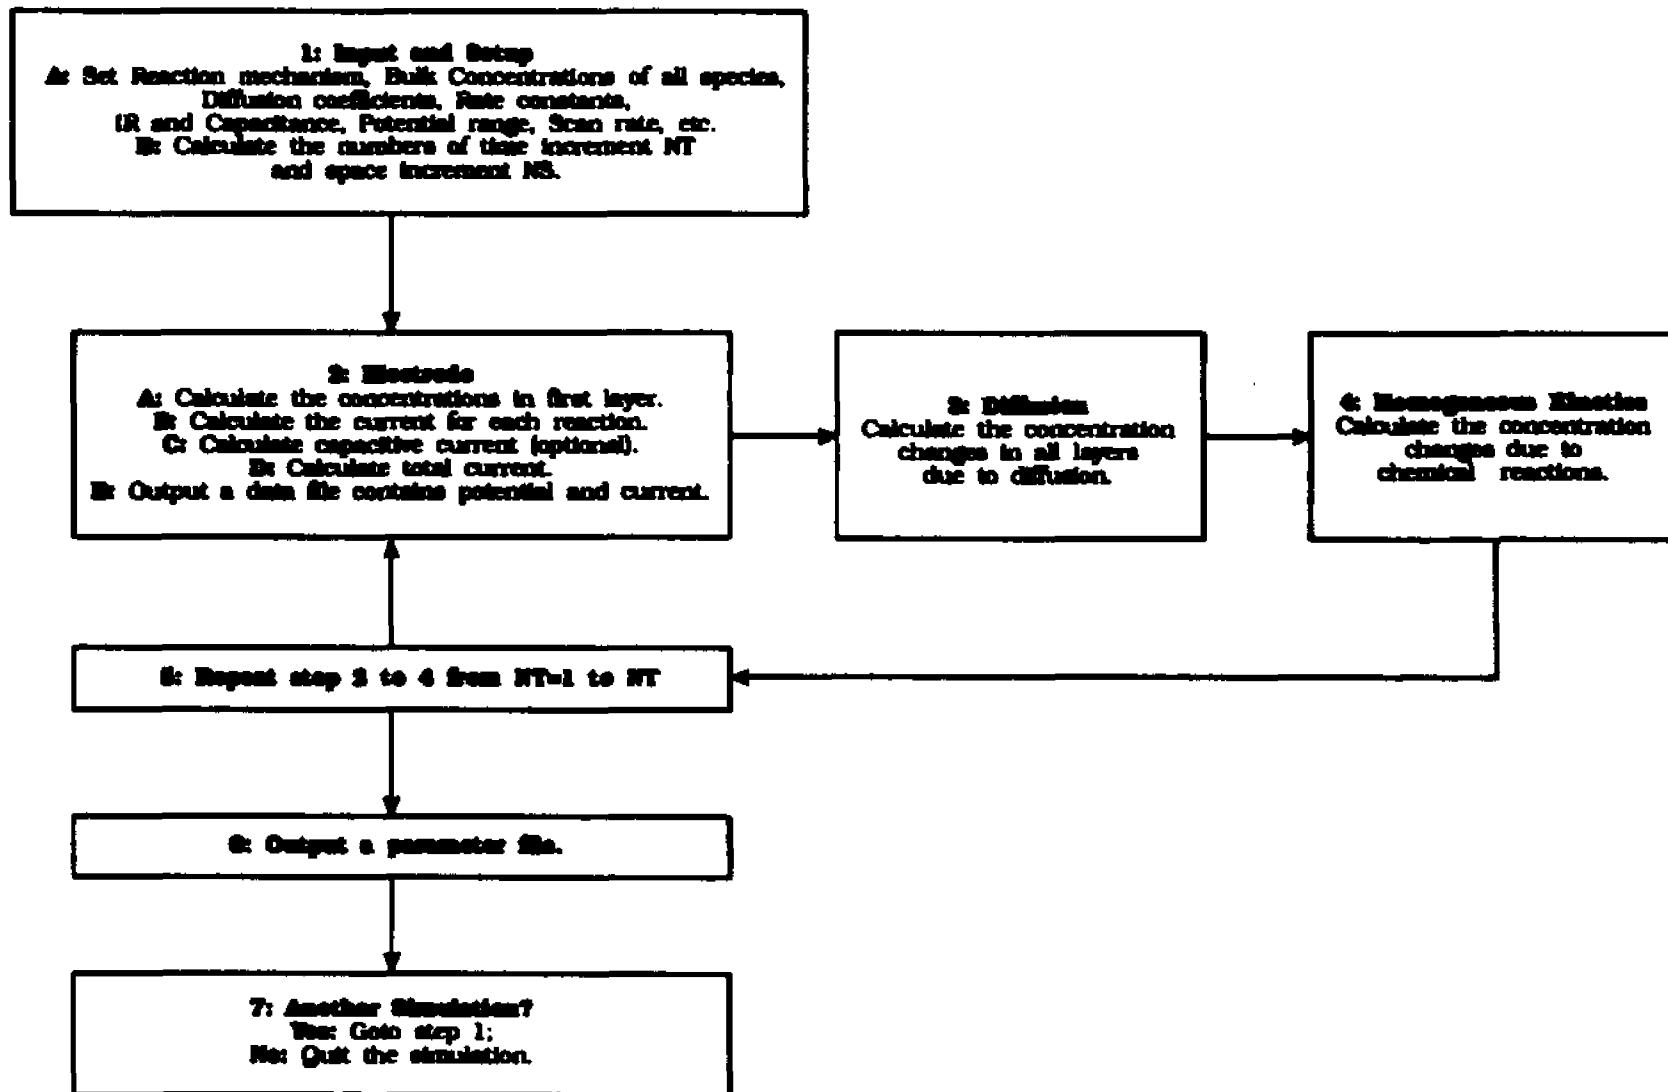 1: Input and Setup
A: Set Reaction mechanism, Bulk Concentrations of all species,
Diffusion coefficients, Rate constants,
IR and Capacitance, Potential range, Scan rate, etc.
B: Calculate the numbers of time increment NT
and space increment NS.
2: Electrode
A: Calculate the concentrations in first layer.
B: Calculate the current for each reaction.
C: Calculate capacitive current (optional).
D: Calculate total current.
E: Output a data file contains potential and current.
3: Diffusion
Calculate the concentration
changes in all layers
due to diffusion.
4: Homogeneous Kinetics
Calculate the concentration
changes due to
chemical reactions.
5: Repeat step 2 to 4 from NT=1 to NT
6: Output a parameter file.
7: Another Simulation?
Yes: Goto step 1;
No: Quit the simulation.